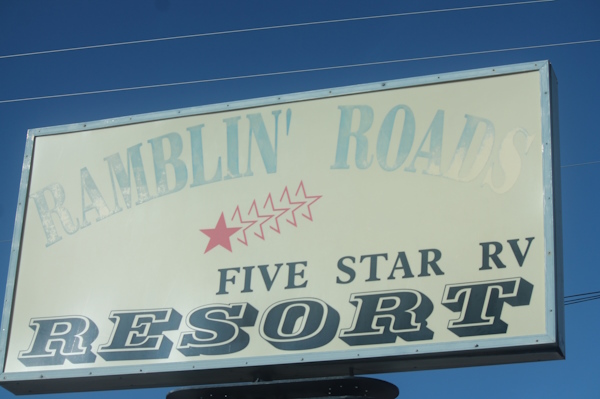 RAMBLIN' ROADS
FIVE STAR RV
RESORT